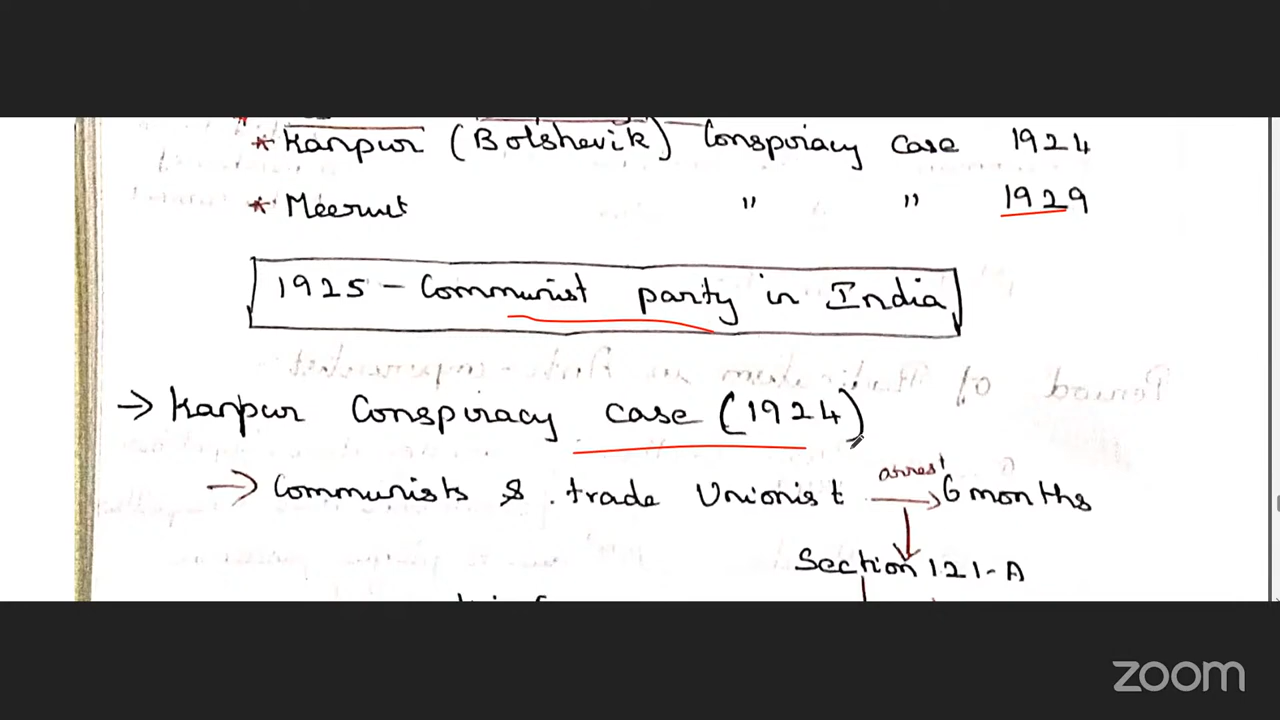 * Kanpur (Bolshevik) Conspiracy case 1924
* Meerut " " 1929
1925 - Communist party in India
→ Kanpur Conspiracy case (1924)
arrest
→ Communists & trade Unionist → 6 months
Section 121-A
zoom